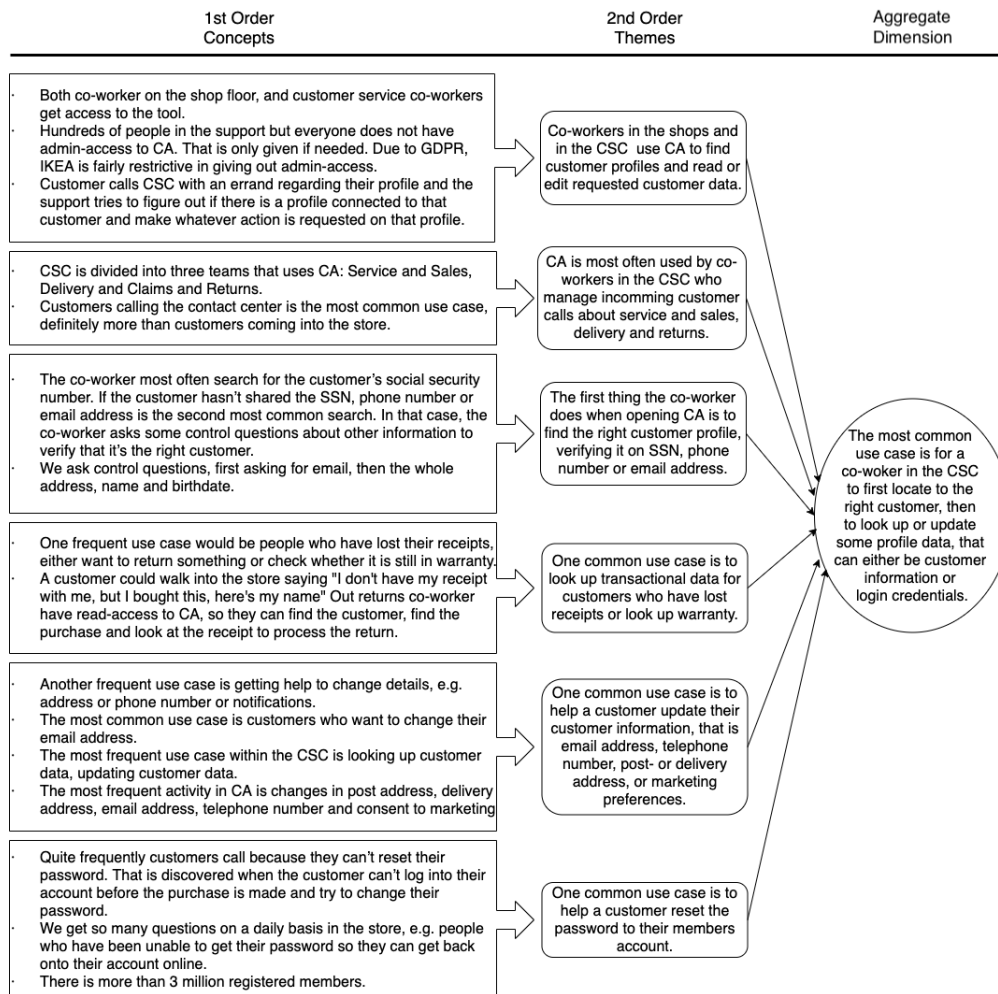 1st Order
Concepts
2nd Order
Themes
Aggregate
Dimension
· Both co-worker on the shop floor, and customer service co-workers
get access to the tool.
· Hundreds of people in the support but everyone does not have
admin-access to CA. That is only given if needed. Due to GDPR,
IKEA is fairly restrictive in giving out admin-access.
· Customer calls CSC with an errand regarding their profile and the
support tries to figure out if there is a profile connected to that
customer and make whatever action is requested on that profile.
Co-workers in the shops and
in the CSC use CA to find
customer profiles and read or
edit requested customer data.
· CSC is divided into three teams that uses CA: Service and Sales,
Delivery and Claims and Returns.
· Customers calling the contact center is the most common use case,
definitely more than customers coming into the store.
CA is most often used by co-
workers in the CSC who
manage incomming customer
calls about service and sales,
delivery and returns.
· The co-worker most often search for the customer's social security
number. If the customer hasn't shared the SSN, phone number or
email address is the second most common search. In that case, the
co-worker asks some control questions about other information to
verify that it's the right customer.
· We ask control questions, first asking for email, then the whole
address, name and birthdate.
The first thing the co-worker
does when opening CA is to
find the right customer profile,
verifying it on SSN, phone
number or email address.
· One frequent use case would be people who have lost their receipts,
either want to return something or check whether it is still in warranty.
· A customer could walk into the store saying "I don't have my receipt
with me, but I bought this, here's my name" Out returns co-worker
have read-access to CA, so they can find the customer, find the
purchase and look at the receipt to process the return.
One common use case is to
look up transactional data for
customers who have lost
receipts or look up warranty.
· Another frequent use case is getting help to change details, e.g.
address or phone number or notifications.
· The most common use case is customers who want to change their
email address.
· The most frequent use case within the CSC is looking up customer
data, updating customer data.
· The most frequent activity in CA is changes in post address, delivery
address, email address, telephone number and consent to marketing
One common use case is to
help a customer update their
customer information, that is
email address, telephone
number, post- or delivery
address, or marketing
preferences.
· Quite frequently customers call because they can't reset their
password. That is discovered when the customer can't log into their
account before the purchase is made and try to change their
password.
· We get so many questions on a daily basis in the store, e.g. people
who have been unable to get their password so they can get back
onto their account online.
· There is more than 3 million registered members.
One common use case is to
help a customer reset the
password to their members
account.
The most common
use case is for a
co-woker in the CSC
to first locate to the
right customer, then
to look up or update
some profile data, that
can either be customer
information or
login credentials.